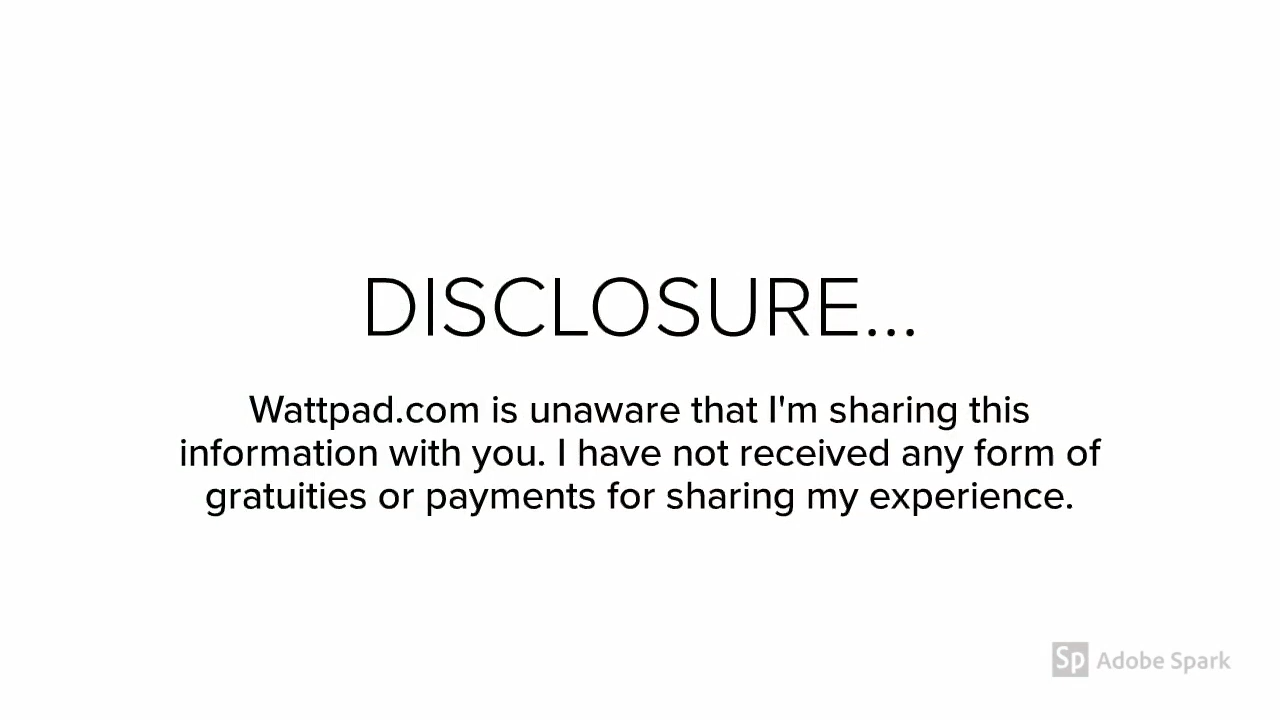 DISCLOSURE...
Wattpad.com is unaware that I'm sharing this
information with you. I have not received any form of
gratuities or payments for sharing my experience.
Sp Adobe Spark